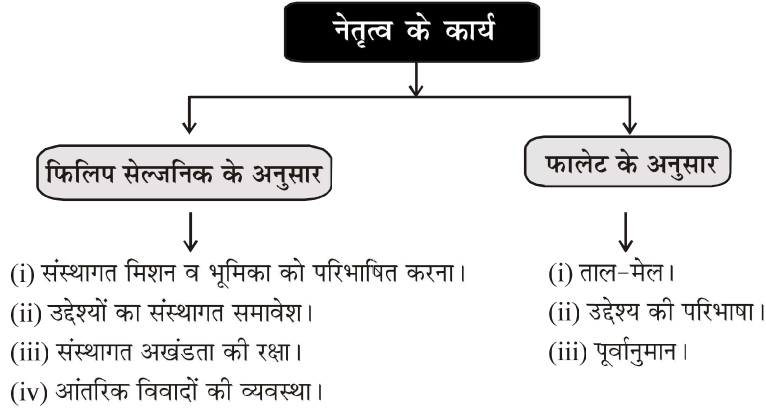 नेतृत्व के कार्य
फिलिप सेल्जनिक के अनुसार
(i) संस्थागत मिशन व भूमिका को परिभाषित करना।
(ii) उद्देश्यों का संस्थागत समावेश।
(iii) संस्थागत अखंडता की रक्षा।
(iv) आंतरिक विवादों की व्यवस्था।
फालेट के अनुसार
(i) ताल-मेल।
(ii) उद्देश्य की परिभाषा।
(iii) पूर्वानुमान।